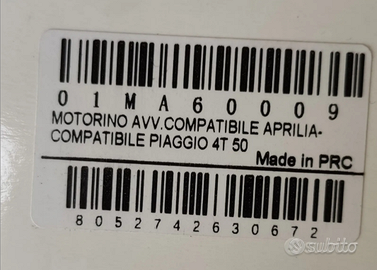 01MA60009
MOTORINO AVV.COMPATIBILE APRILIA-
COMPATIBILE PIAGGIO 4T 50
Made in PRC
8052742630672
subito